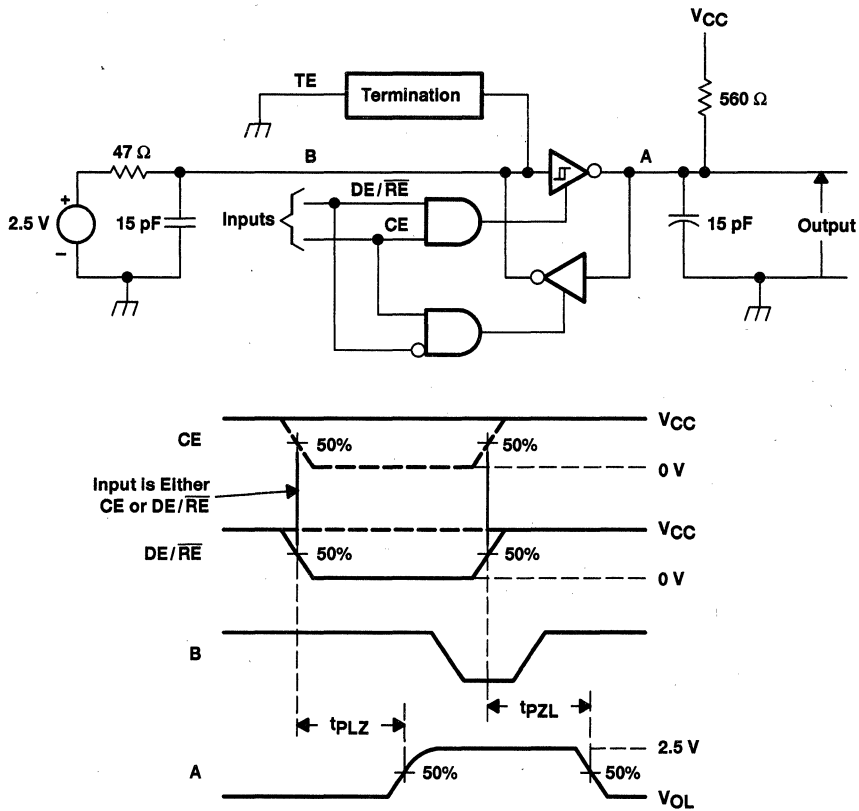 VCC
TE
Termination
560 Ω
47 Ω
B
A
DE/RE
2.5 V
+
−
15 pF
Inputs
CE
15 pF
Output
CE
50%
50%
VCC
0 V
Input is Either
CE or DE/RE
DE/RE
50%
50%
VCC
0 V
B
tPLZ
tPZL
A
50%
50%
2.5 V
VOL